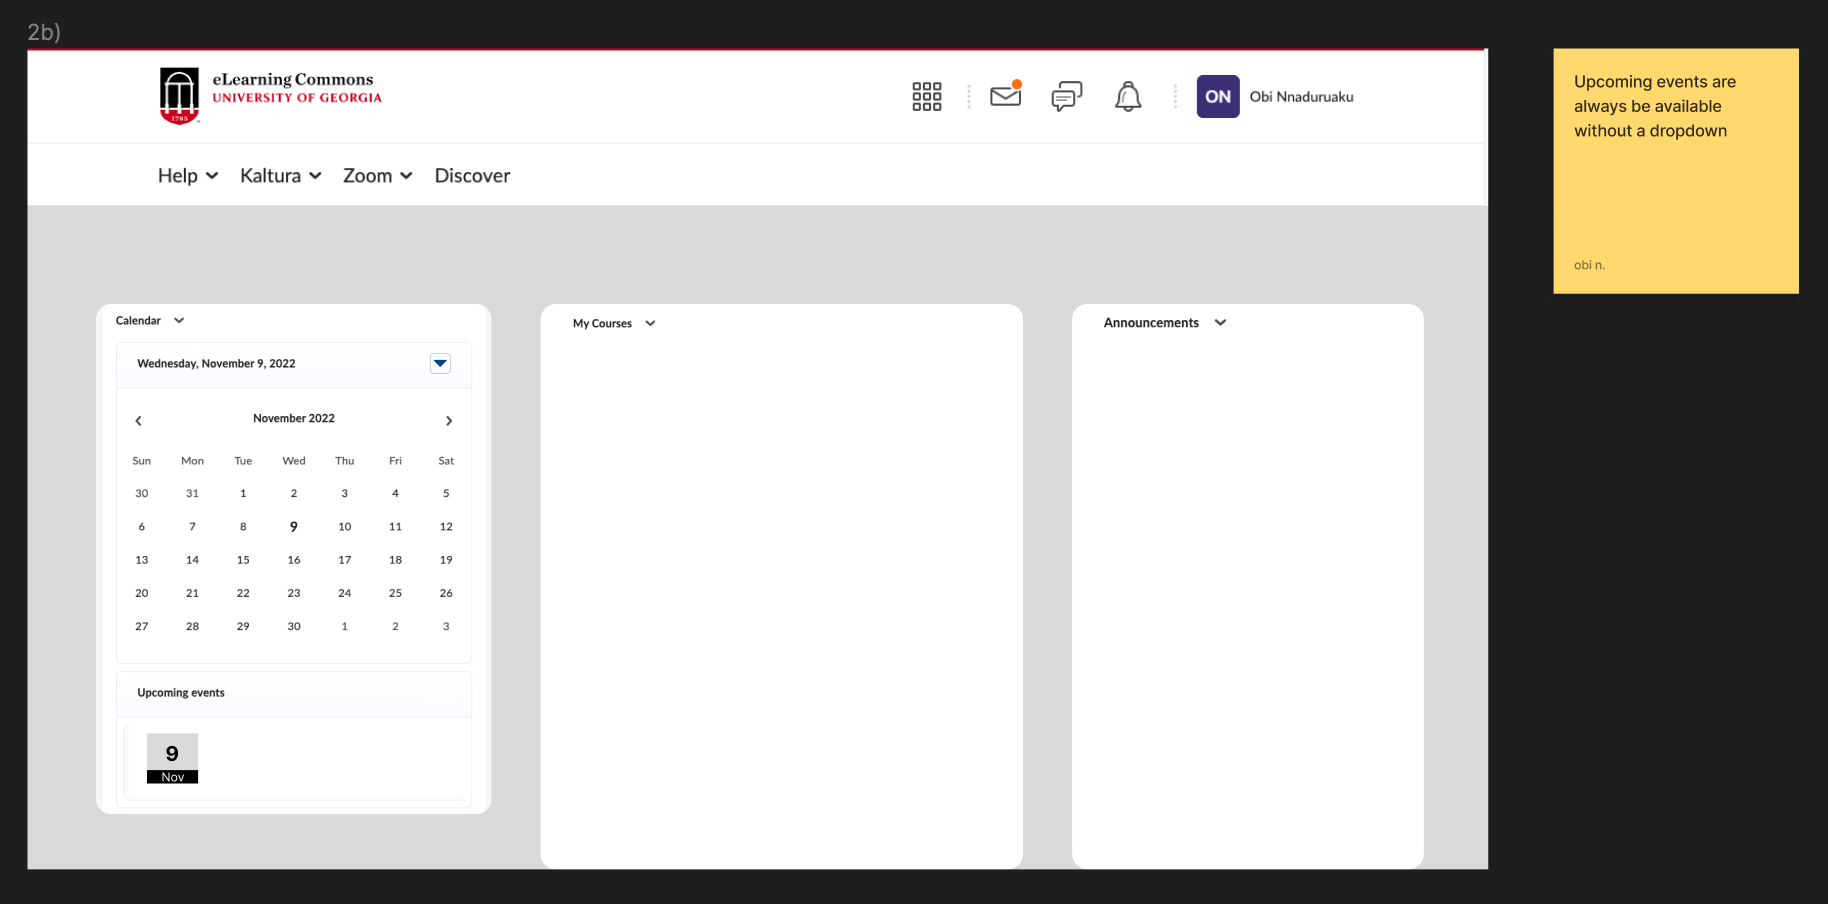 2b)
eLearning Commons
UNIVERSITY OF GEORGIA
1785
ON Obi Nnaduruaku
Help Kaltura Zoom Discover
Upcoming events are
always be available
without a dropdown
obi n.
Calendar
Wednesday, November 9, 2022
November 2022
Sun Mon Tue Wed Thu Fri Sat
30 31 1 2 3 4 5
6 7 8 9 10 11 12
13 14 15 16 17 18 19
20 21 22 23 24 25 26
27 28 29 30 1 2 3
Upcoming events
9
Nov
My Courses
Announcements